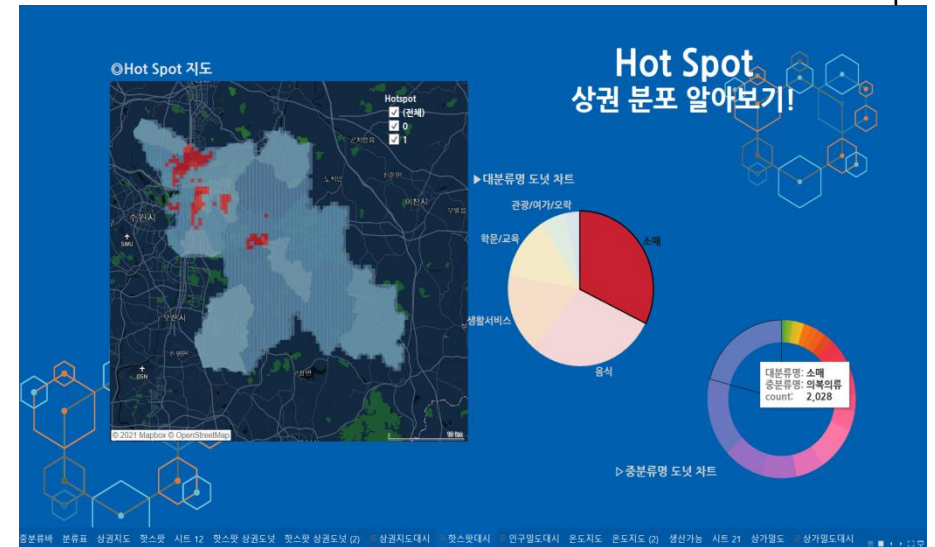 Hot Spot
상권 분포 알아보기!
◎Hot Spot 지도
Hotspot
(전체)
0
1
노적면
신둔면
이천시
수원시
SWU
오산시
OSN
© 2021 Mapbox © OpenStreetMap
▶대분류명 도넛 차트
관광/여가/오락
학문/교육
소매
생활서비스
음식
대분류명: 소매
중분류명: 의복의류
count: 2,028
▷중분류명 도넛 차트
중분류바 분류표 상권지도 핫스팟 시트 12 핫스팟 상권도넛 핫스팟 상권도넛 (2) 상권지도대시 핫스팟대시 인구밀도대시 온도지도 온도지도 (2) 생산가능 시트 21 상가밀도 상가밀도대시